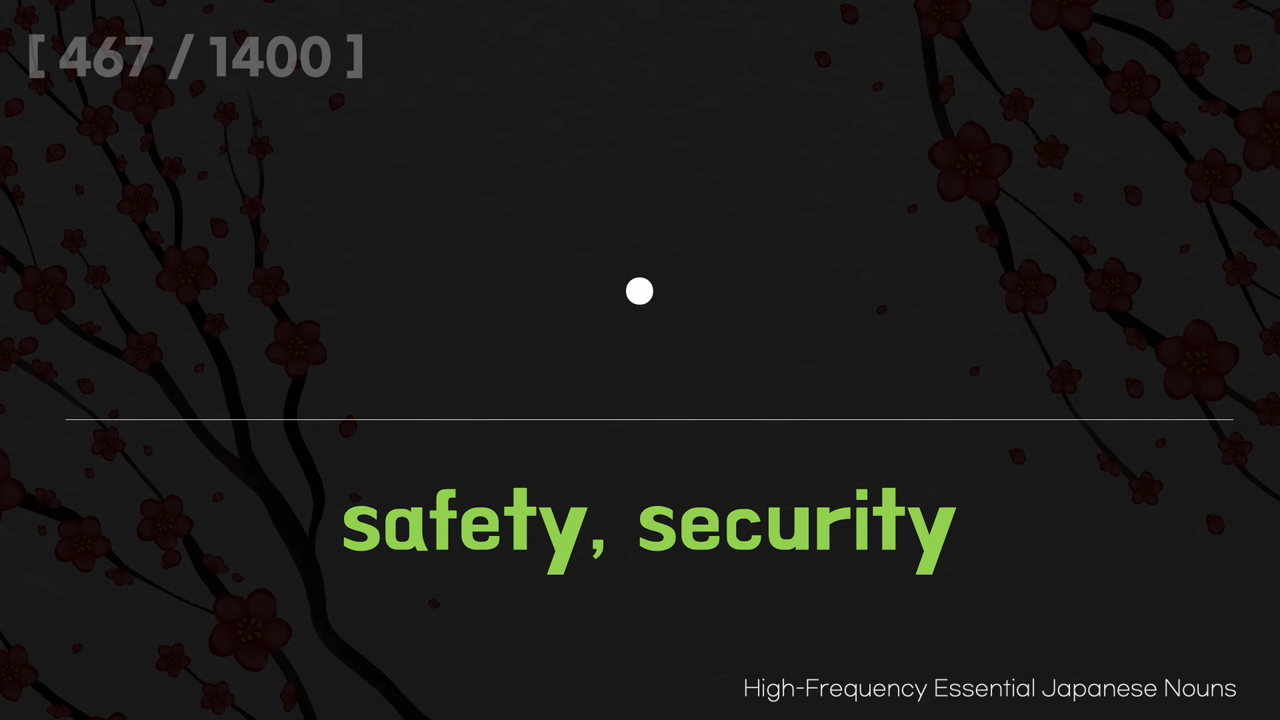 [ 467 / 1400 ]
safety, security
High-Frequency Essential Japanese Nouns